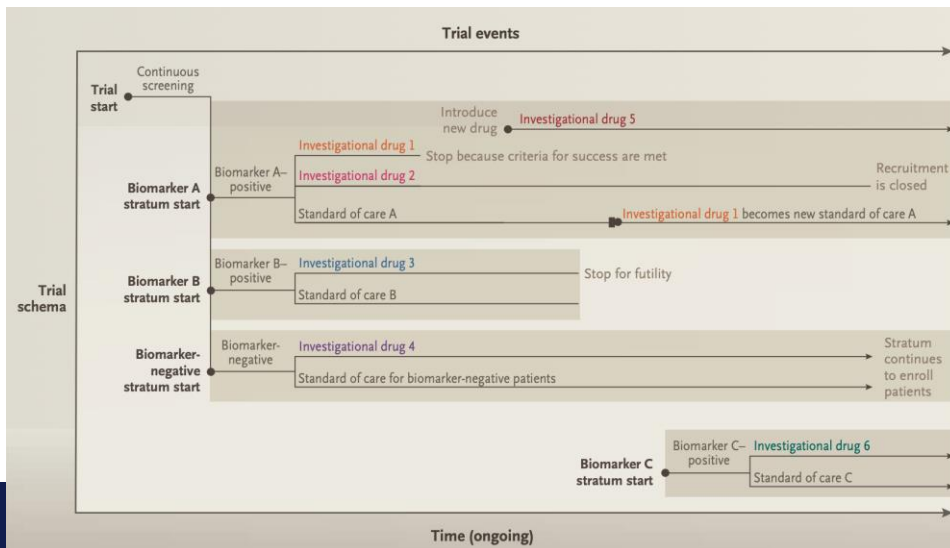 Trial events
Continuous
screening
Trial
start
Introduce
new drug
Investigational drug 5
Investigational drug 1
Stop because criteria for success are met
Biomarker A–
positive
Investigational drug 2
Recruitment
is closed
Biomarker A
stratum start
Standard of care A
Investigational drug 1 becomes new standard of care A
Biomarker B–
positive
Investigational drug 3
Stop for futility
Biomarker B
stratum start
Standard of care B
Trial
schema
Biomarker-
negative
Investigational drug 4
Stratum
continues
to enroll
patients
Biomarker-
negative
stratum start
Standard of care for biomarker-negative patients
Biomarker C–
positive
Investigational drug 6
Biomarker C
stratum start
Standard of care C
Time (ongoing)